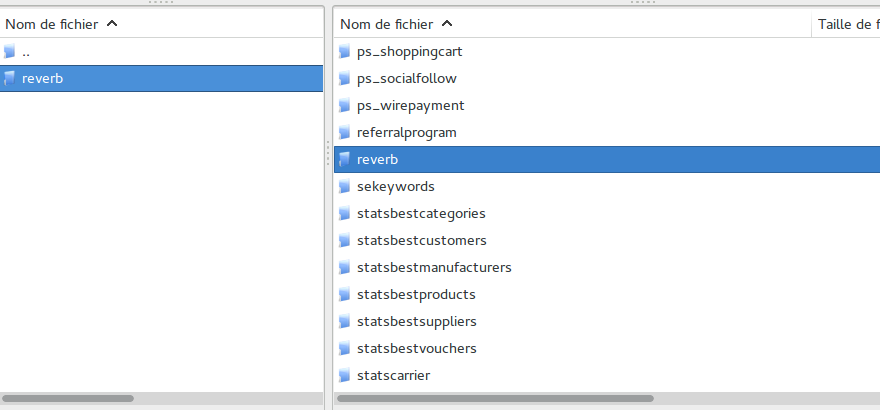 Nom de fichier
..
reverb
Nom de fichier
Taille de f
ps_shoppingcart
ps_socialfollow
ps_wirepayment
referralprogram
reverb
sekeywords
statsbestcategories
statsbestcustomers
statsbestmanufacturers
statsbestproducts
statsbestsuppliers
statsbestvouchers
statscarrier